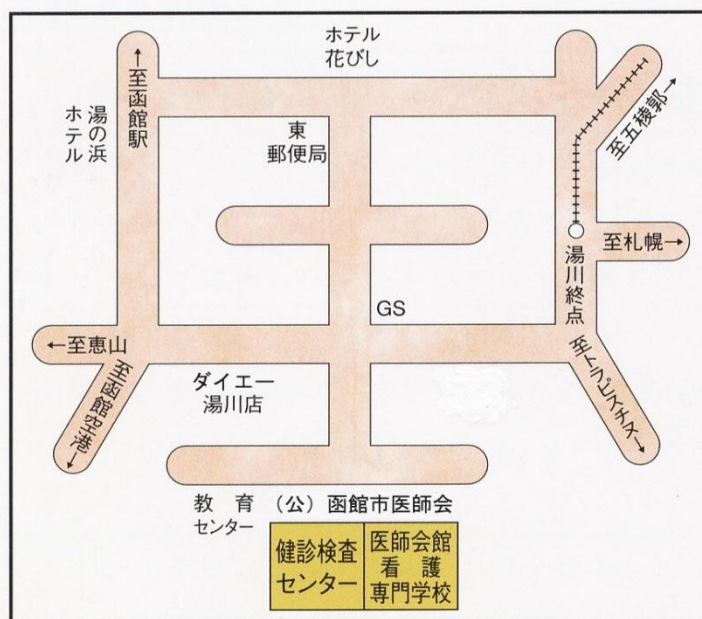 ホテル
花びし
←至函館駅
湯の浜
ホテル
東
郵便局
至五稜郭→
至札幌→
湯川終点
GS
←至恵山
至函館空港→
ダイエー
湯川店
至トラピスチヌ→
教育
センター
（公）函館市医師会
健診検査
センター
医師会館
看護
専門学校